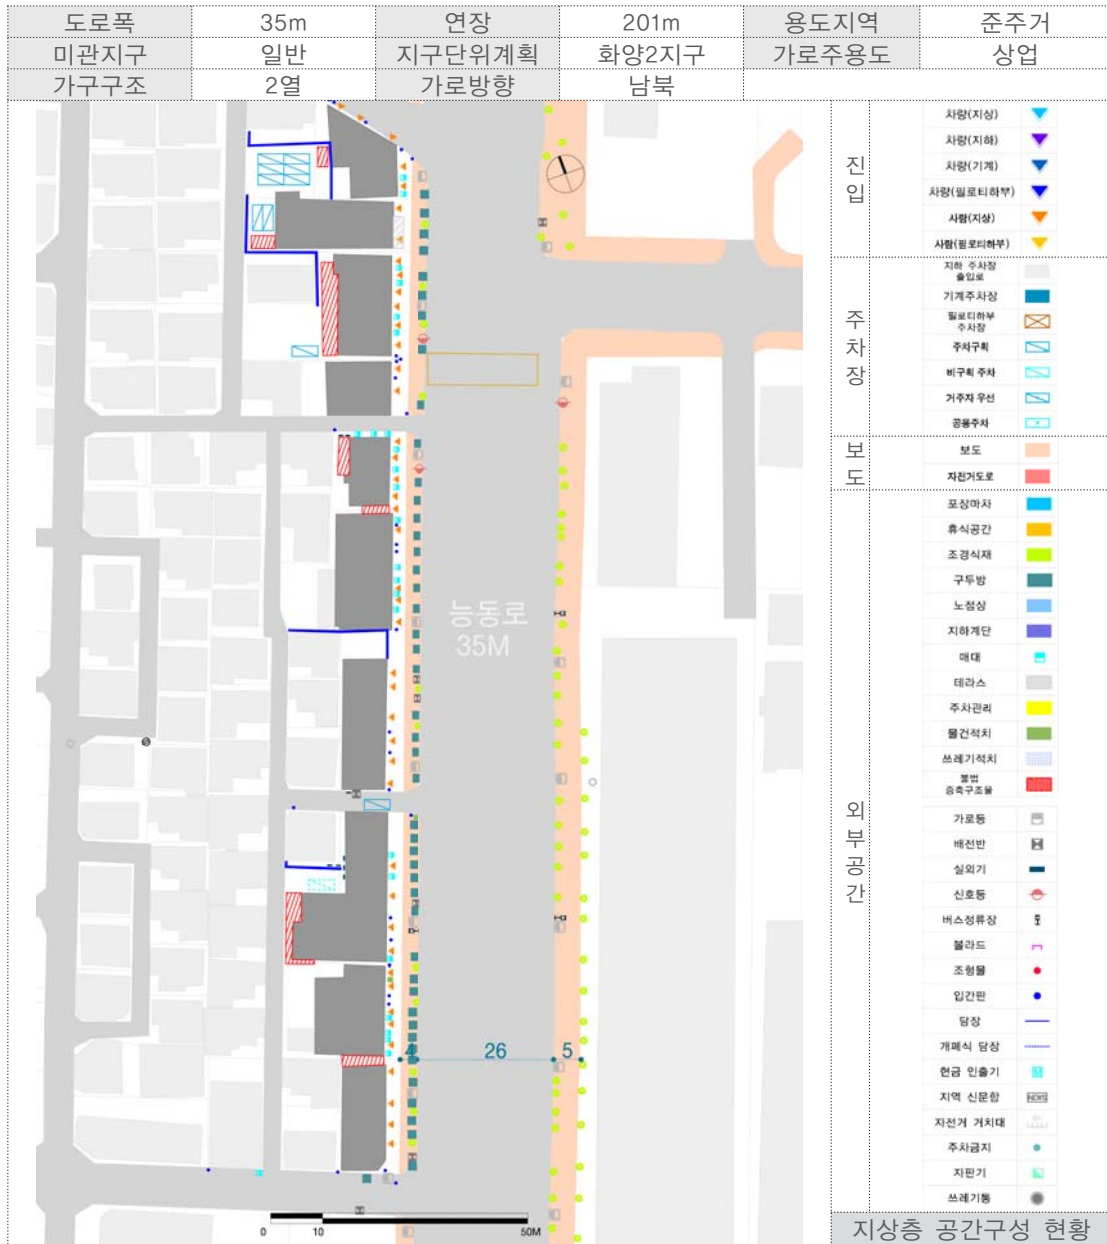 도로폭 35m 연장 201m 용도지역 준주거
미관지구 일반 지구단위계획 화양2지구 가로주용도 상업
가구구조 2열 가로방향 남북
진입
차량(지상)
차량(지하)
차량(기계)
차량(필로티하부)
사람(지상)
사람(필로티하부)
주차장
지하 주차장
출입로
기계주차장
필로티하부
주차장
주차구획
비구획 주차
거주자 우선
공용주차
보도
보도
자전거도로
외부공간
포장마차
휴식공간
조경식재
구두방
노점상
지하계단
매대
테라스
주차관리
물건적치
쓰레기적치
불법
증축구조물
가로등
배전반
실외기
신호등
버스정류장
볼라드
조형물
입간판
담장
개폐식 담장
현금 인출기
지역 신문함
자전거 거치대
주차금지
자판기
쓰레기통
능동로
35M
4 26 5
0 10 50M
지상층 공간구성 현황